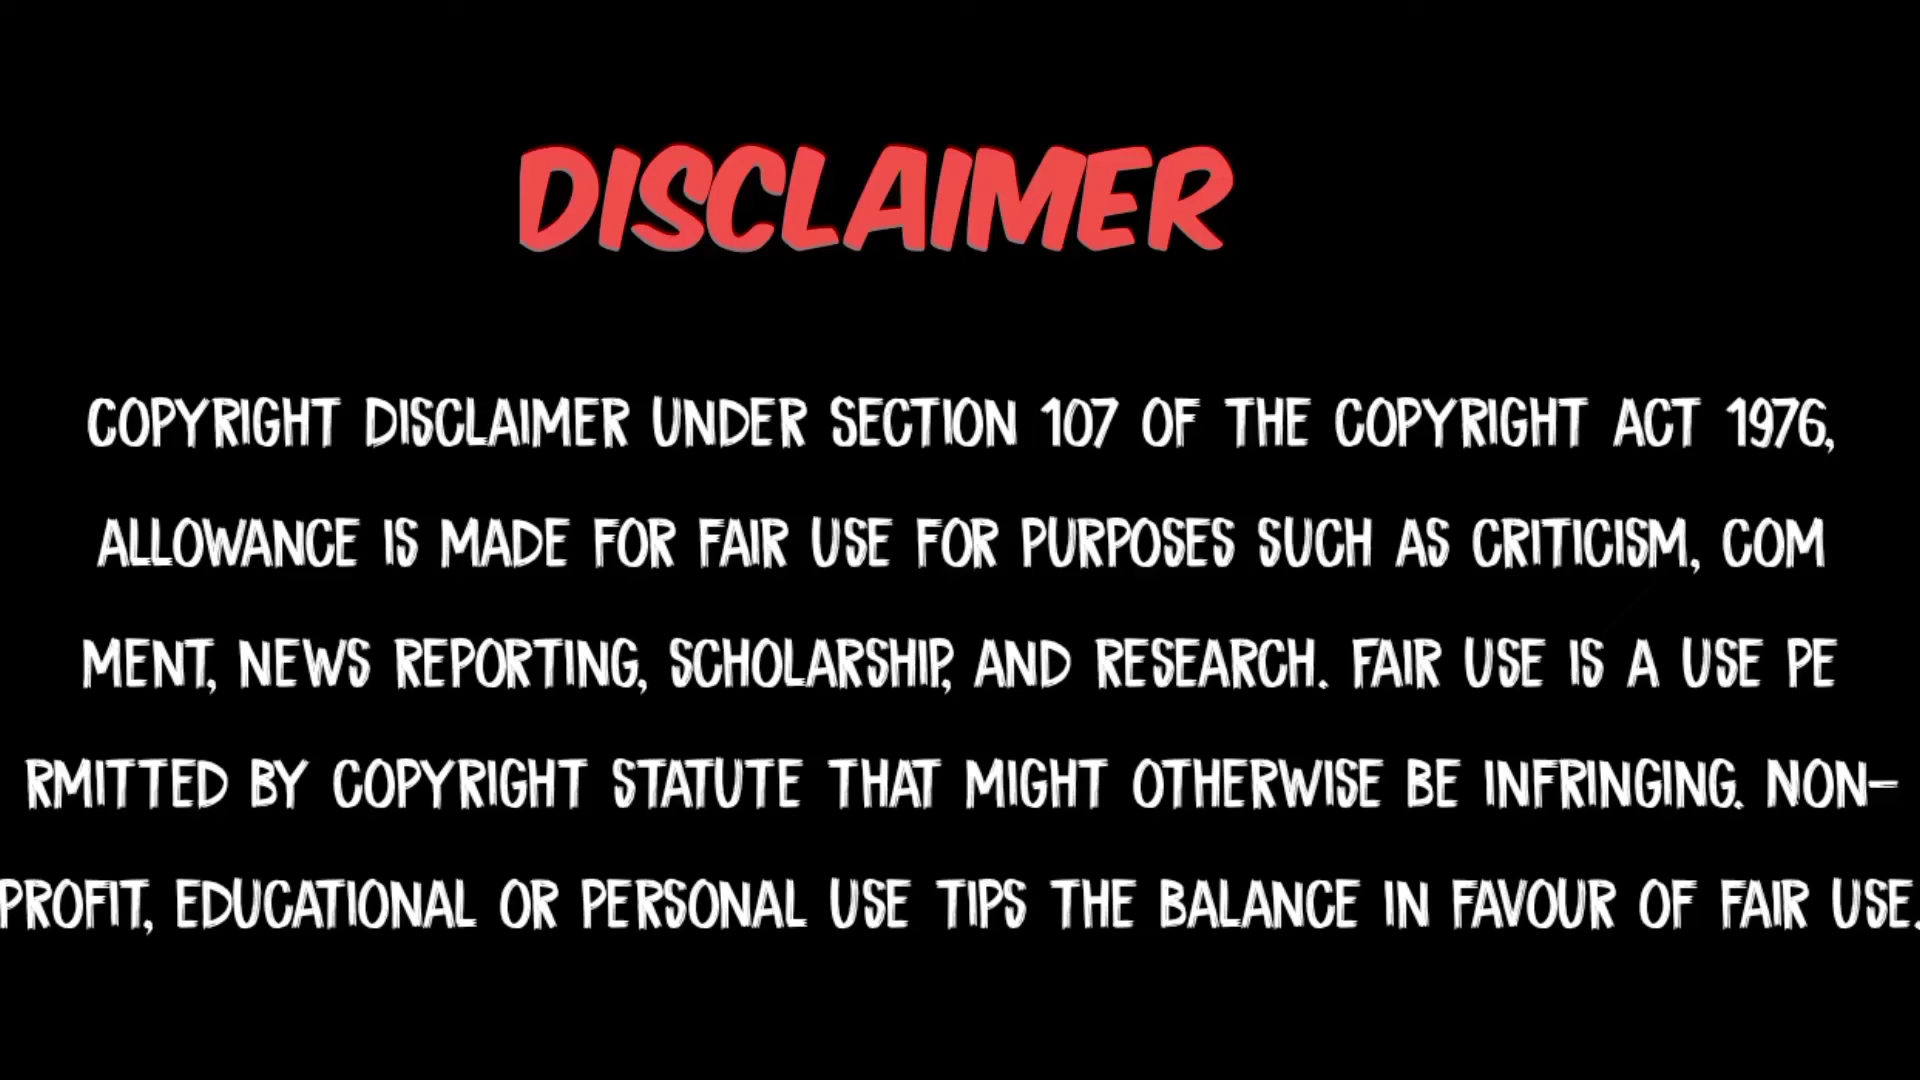 DISCLAIMER
COPYRIGHT DISCLAIMER UNDER SECTION 107 OF THE COPYRIGHT ACT 1976,
ALLOWANCE IS MADE FOR FAIR USE FOR PURPOSES SUCH AS CRITICISM, COM
MENT, NEWS REPORTING, SCHOLARSHIP, AND RESEARCH. FAIR USE IS A USE PE
RMITTED BY COPYRIGHT STATUTE THAT MIGHT OTHERWISE BE INFRINGING. NON-
PROFIT, EDUCATIONAL OR PERSONAL USE TIPS THE BALANCE IN FAVOUR OF FAIR USE.